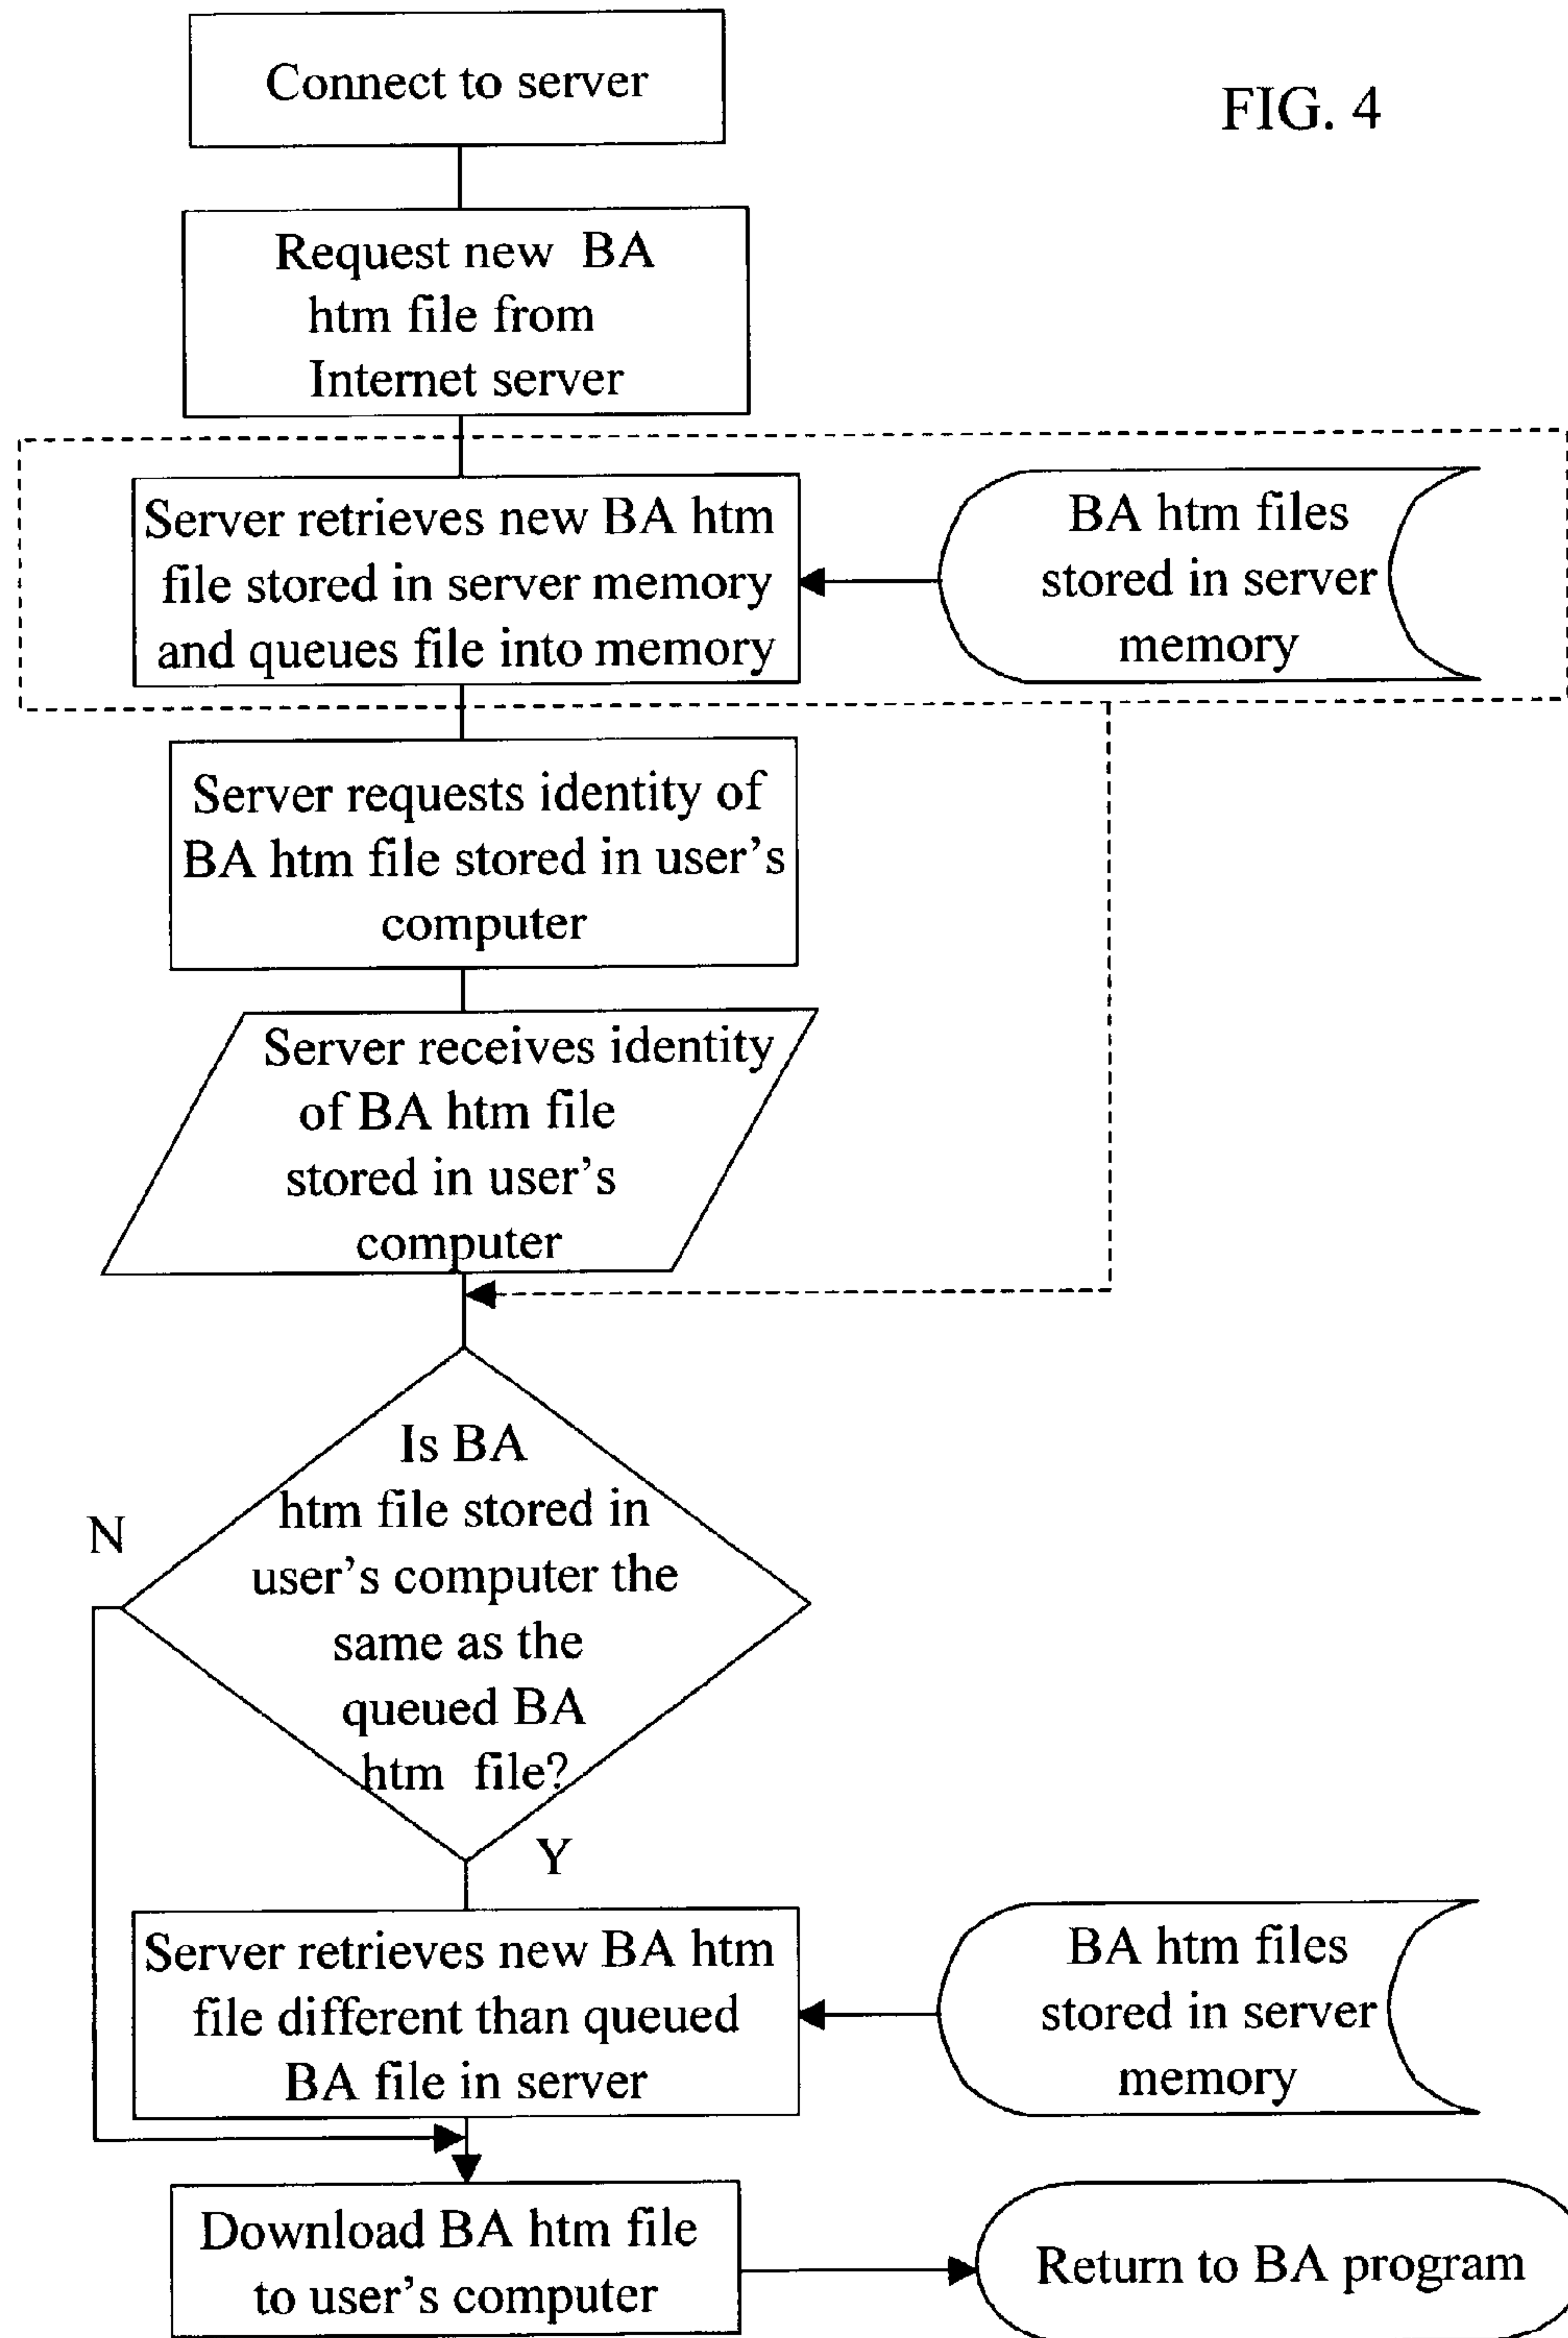 Connect to server
FIG. 4
Request new BA
htm file from
Internet server
Server retrieves new BA htm
file stored in server memory
and queues file into memory
BA htm files
stored in server
memory
Server requests identity of
BA htm file stored in user's
computer
Server receives identity
of BA htm file
stored in user's
computer
Is BA
htm file stored in
user's computer the
same as the
queued BA
htm file?
N
Y
Server retrieves new BA htm
file different than queued
BA file in server
BA htm files
stored in server
memory
Download BA htm file
to user's computer
Return to BA program